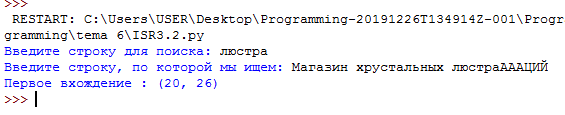 >>>
RESTART: C:\Users\USER\Desktop\Programming-20191226T134914Z-001\Progr
gramming\tema 6\ISR3.2.py
Введите строку для поиска: люстра
Введите строку, по которой мы ищем: Магазин хрустальных люстраАААЦИЙ
Первое вхождение : (20, 26)
>>>